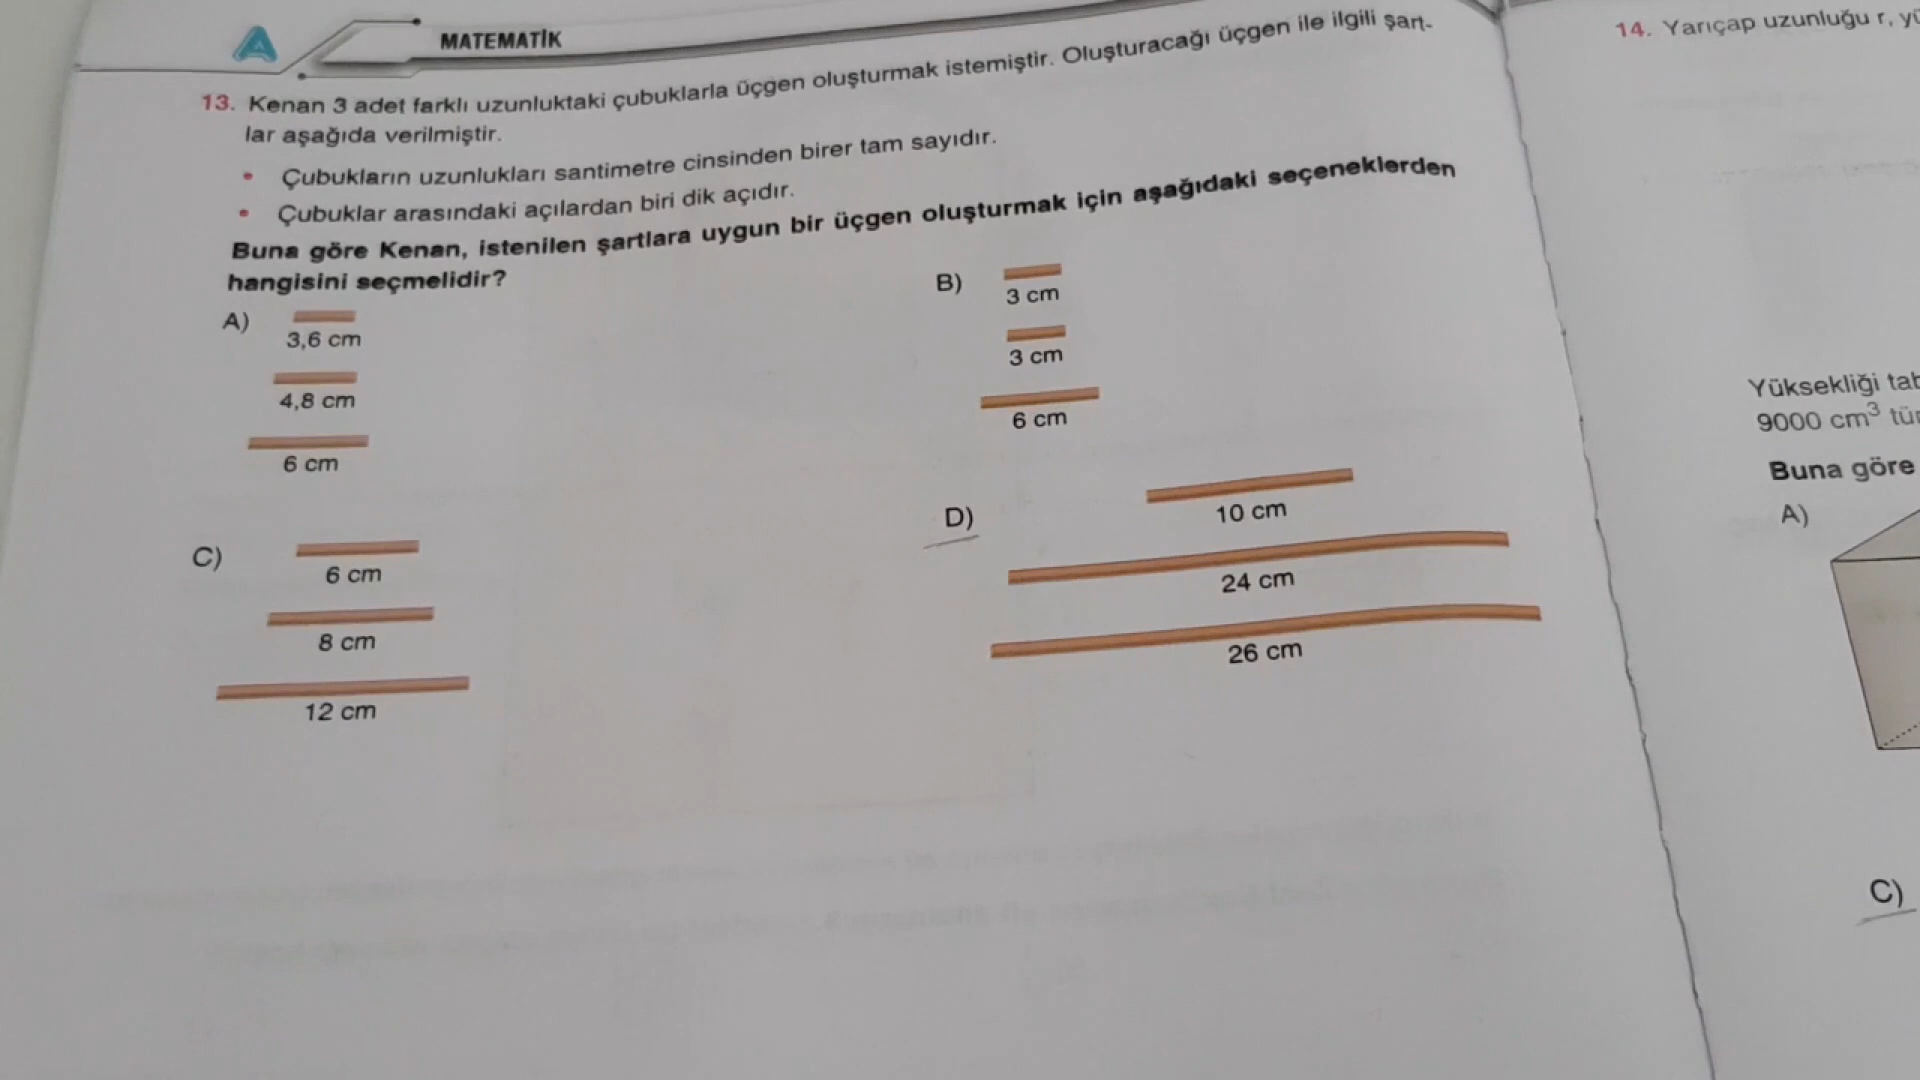 MATEMATİK
13. Kenan 3 adet farklı uzunluktaki çubuklarla üçgen oluşturmak istemiştir. Oluşturacağı üçgen ile ilgili şart-
lar aşağıda verilmiştir.
• Çubukların uzunlukları santimetre cinsinden birer tam sayıdır.
• Çubuklar arasındaki açılardan biri dik açıdır.
Buna göre Kenan, istenilen şartlara uygun bir üçgen oluşturmak için aşağıdaki seçeneklerden
hangisini seçmelidir?
A)
3,6 cm
4,8 cm
6 cm
B)
3 cm
3 cm
6 cm
C)
6 cm
8 cm
12 cm
D)
10 cm
24 cm
26 cm
14. Yarıçap uzunluğu r,
Yüksekliği
9000 cm³
Buna göre
A)
C)